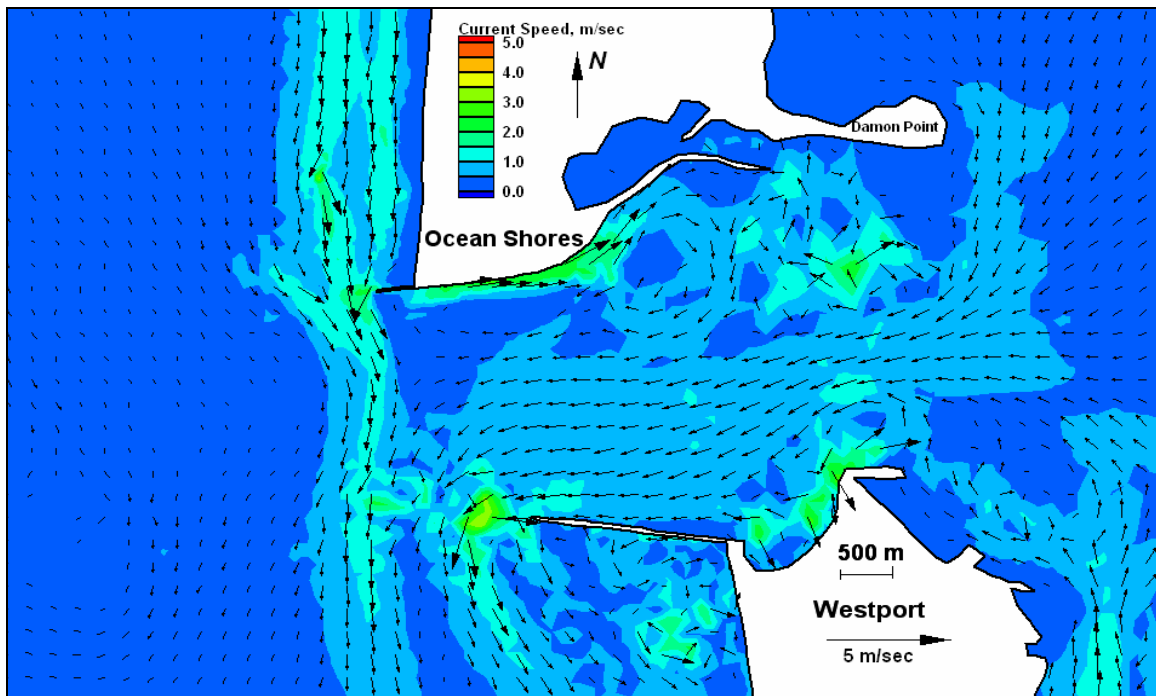 Current Speed, m/sec
5.0
4.0
3.0
2.0
1.0
0.0
N
Damon Point
Ocean Shores
500 m
Westport
5 m/sec